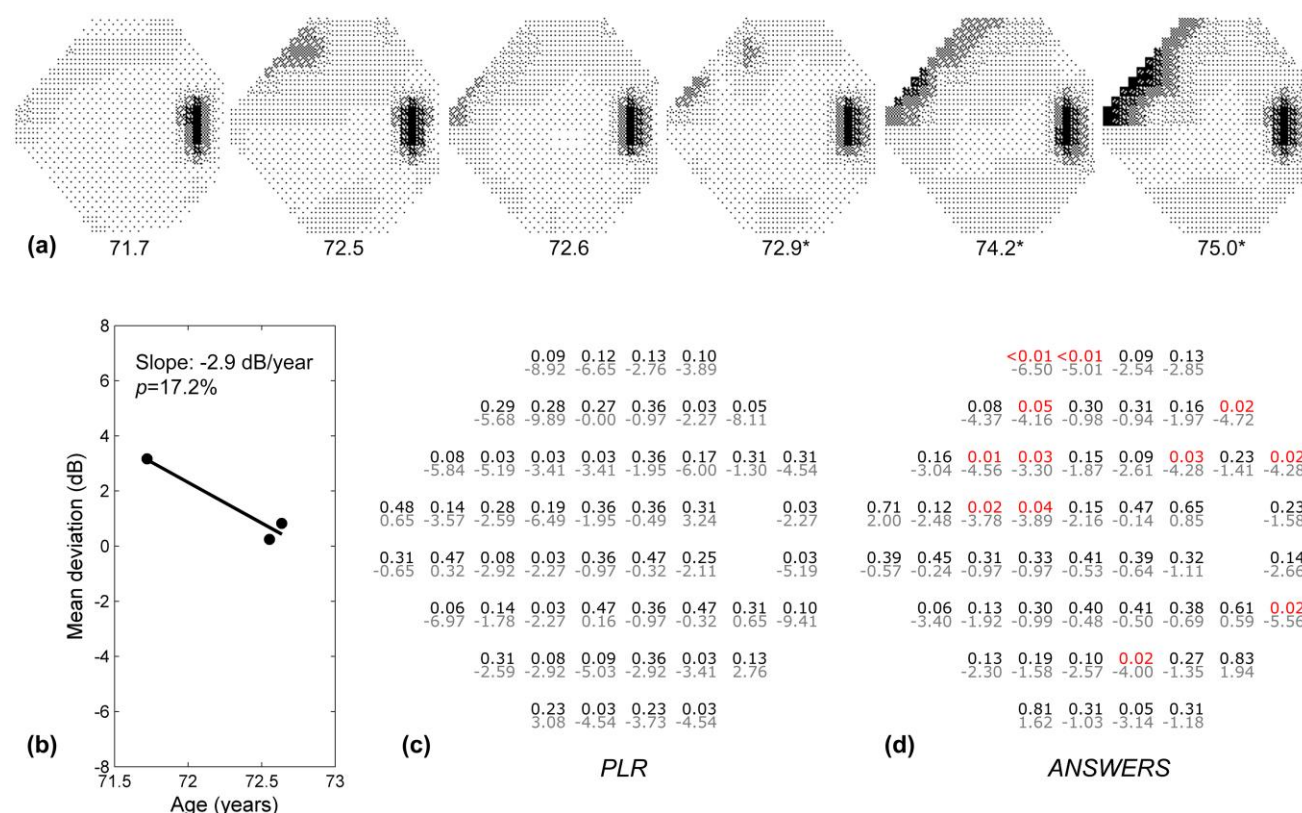 (a)
71.7 72.5 72.6 72.9* 74.2* 75.0*
Slope: -2.9 dB/year
p=17.2%
Mean deviation (dB)
8
6
4
2
0
-2
-4
-6
-8
71.5 72 72.5 73
Age (years)
(b)
0.09 0.12 0.13 0.10
-8.92 -6.65 -2.76 -3.89
0.29 0.28 0.27 0.36 0.03 0.05
-5.68 -9.89 -0.00 -0.97 -2.27 -8.11
0.08 0.03 0.03 0.03 0.36 0.17 0.31 0.31
-5.84 -5.19 -3.41 -3.41 -1.95 -6.00 -1.30 -4.54
0.48 0.14 0.28 0.19 0.36 0.36 0.31 0.03
0.65 -3.57 -2.59 -6.49 -1.95 -0.49 3.24 -2.27
0.31 0.47 0.08 0.03 0.36 0.47 0.25 0.03
-0.65 0.32 -2.92 -2.27 -0.97 -0.32 -2.11 -5.19
0.06 0.14 0.03 0.47 0.36 0.47 0.31 0.10
-6.97 -1.78 -2.27 0.16 -0.97 -0.32 0.65 -9.41
0.31 0.08 0.09 0.36 0.03 0.13
-2.59 -2.92 -5.03 -2.92 -3.41 2.76
0.23 0.03 0.23 0.03
3.08 -4.54 -3.73 -4.54
(c)
PLR
<0.01 <0.01 0.09 0.13
-6.50 -5.01 -2.54 -2.85
0.08 0.05 0.30 0.31 0.16 0.02
-4.37 -4.16 -0.98 -0.94 -1.97 -4.72
0.16 0.01 0.03 0.15 0.09 0.03 0.23 0.02
-3.04 -4.56 -3.30 -1.87 -2.61 -4.28 -1.41 -4.28
0.71 0.12 0.02 0.04 0.15 0.47 0.65 0.23
2.00 -2.48 -3.78 -3.89 -2.16 -0.14 0.85 -1.58
0.39 0.45 0.31 0.33 0.41 0.39 0.32 0.14
-0.57 -0.24 -0.97 -0.97 -0.53 -0.64 -1.11 -2.66
0.06 0.13 0.30 0.40 0.41 0.38 0.61 0.02
-3.40 -1.92 -0.99 -0.48 -0.50 -0.69 0.59 -5.56
0.13 0.19 0.10 0.02 0.27 0.83
-2.30 -1.58 -2.57 -4.00 -1.35 1.94
0.81 0.31 0.05 0.31
1.62 -1.03 -3.14 -1.18
(d)
ANSWERS